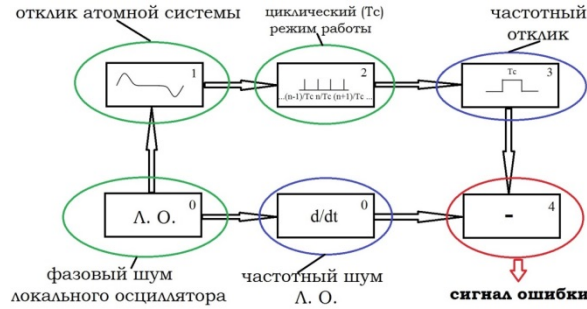 отклик атомной системы
циклический (Тс)
режим работы
частотный
отклик
1
2
...(n-1)/Tc n/Tc (n+1)/Tc ...
3
Tc
0
Λ. О.
0
d/dt
4
-
фазовый шум
локального осциллятора
частотный шум
Λ. О.
сигнал ошибки